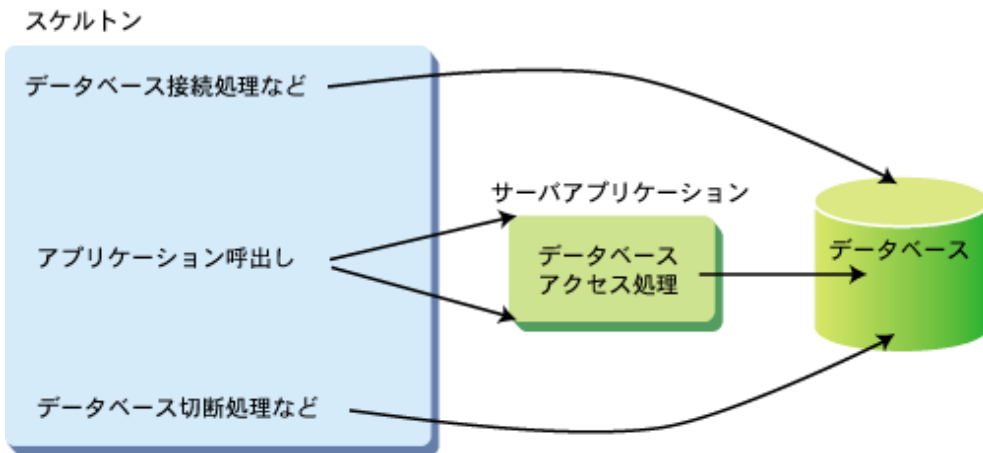 スケルトン
データベース接続処理など
サーバアプリケーション
アプリケーション呼出し
データベース
アクセス処理
データベース
データベース切断処理など